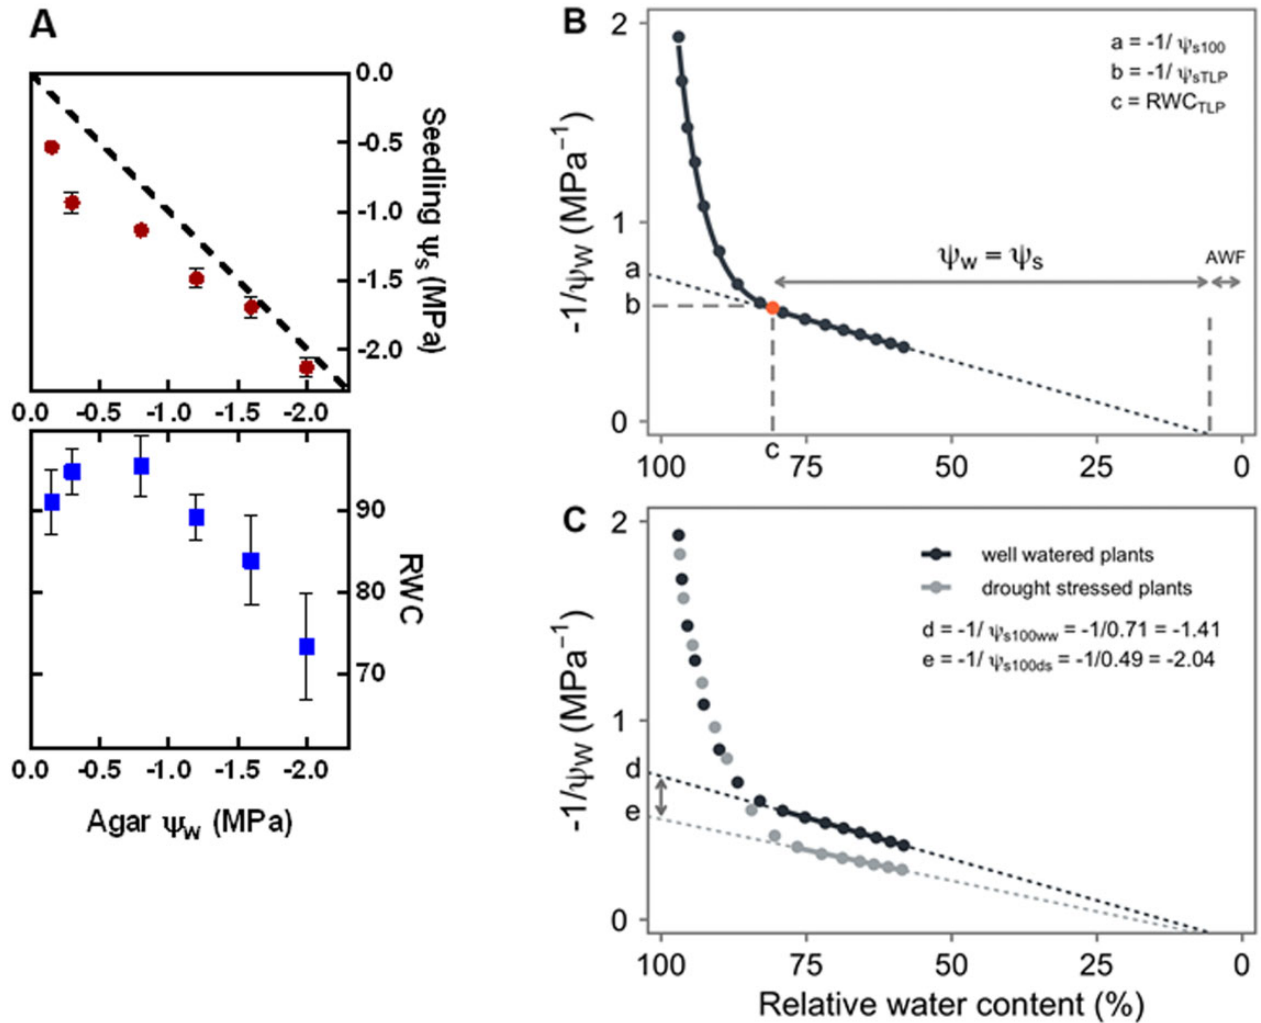 A
0.0
-0.5
-1.0
-1.5
-2.0
Seedling ψs (MPa)
0.0 -0.5 -1.0 -1.5 -2.0
90
80
70
RWC
0.0 -0.5 -1.0 -1.5 -2.0
Agar ψw (MPa)
B
2
1
a
b
0
-1/ψW (MPa⁻¹)
a = -1/ ψs100
b = -1/ ψsTLP
c = RWCTLP
ψw = ψs
AWF
c
100 75 50 25 0
C
2
1
d
e
0
-1/ψW (MPa⁻¹)
well watered plants
drought stressed plants
d = -1/ ψs100ww = -1/0.71 = -1.41
e = -1/ ψs100ds = -1/0.49 = -2.04
100 75 50 25 0
Relative water content (%)